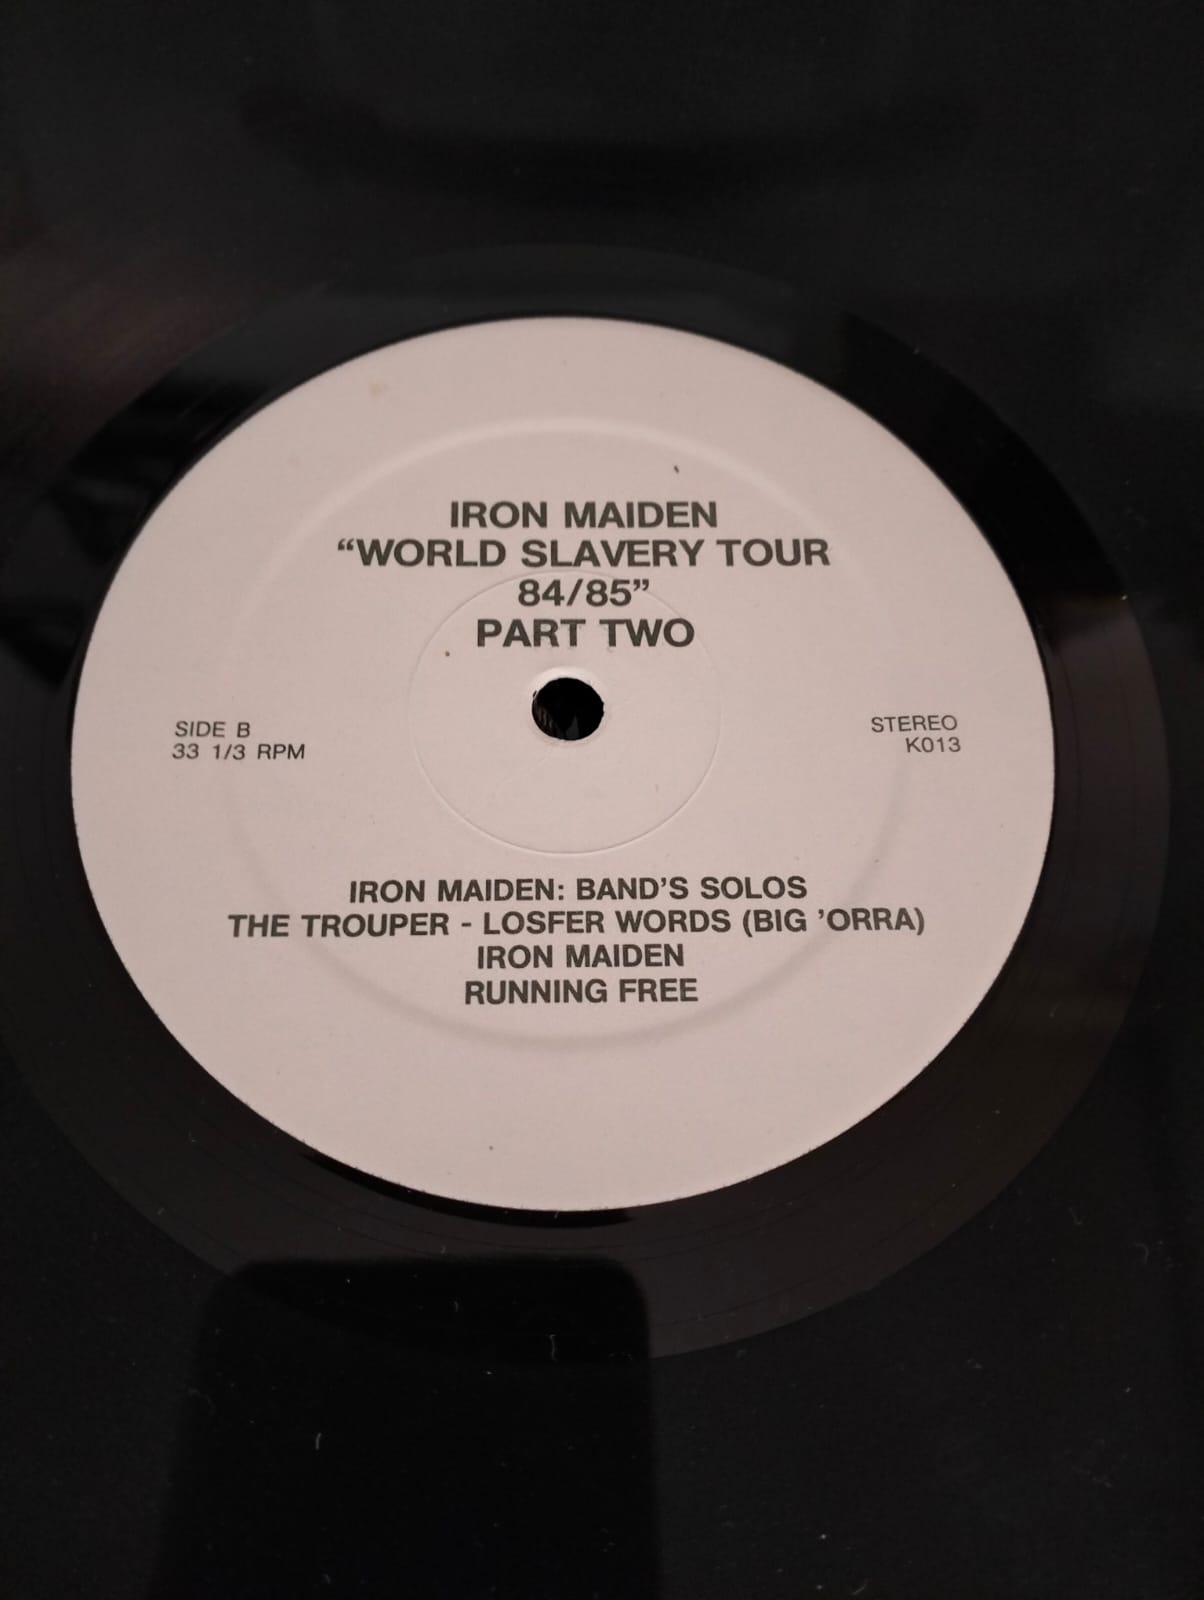 IRON MAIDEN
“WORLD SLAVERY TOUR
84/85”
PART TWO
SIDE B
33 1/3 RPM
STEREO
K013
IRON MAIDEN: BAND’S SOLOS
THE TROUPER - LOSFER WORDS (BIG ’ORRA)
IRON MAIDEN
RUNNING FREE